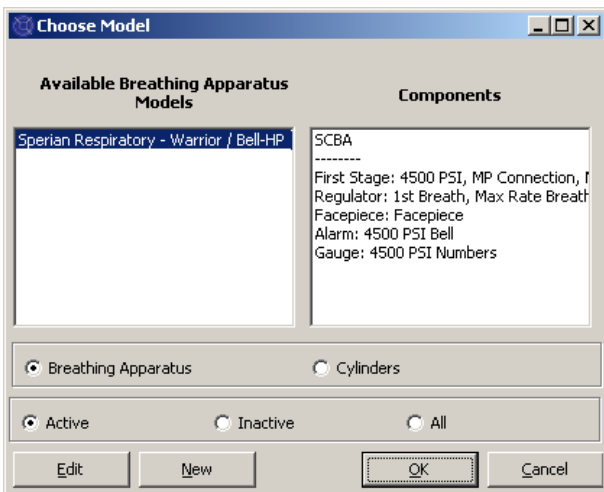 Choose Model
Available Breathing Apparatus
Models
Components
Sperian Respiratory - Warrior / Bell-HP
SCBA
--------
First Stage: 4500 PSI, MP Connection,
Regulator: 1st Breath, Max Rate Breath
Facepiece: Facepiece
Alarm: 4500 PSI Bell
Gauge: 4500 PSI Numbers
Breathing Apparatus
Cylinders
Active
Inactive
All
Edit
New
OK
Cancel